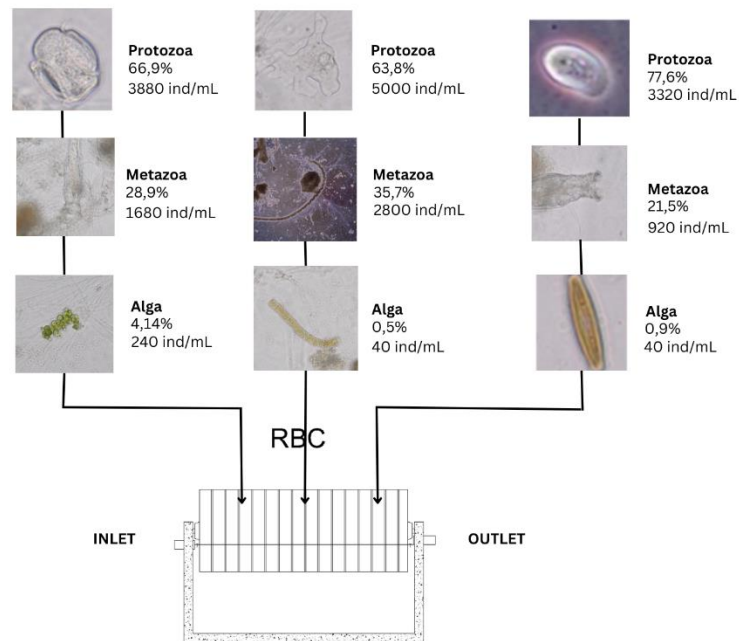 Protozoa
66,9%
3880 ind/mL
Metazoa
28,9%
1680 ind/mL
Alga
4,14%
240 ind/mL
Protozoa
63,8%
5000 ind/mL
Metazoa
35,7%
2800 ind/mL
Alga
0,5%
40 ind/mL
Protozoa
77,6%
3320 ind/mL
Metazoa
21,5%
920 ind/mL
Alga
0,9%
40 ind/mL
RBC
INLET
OUTLET